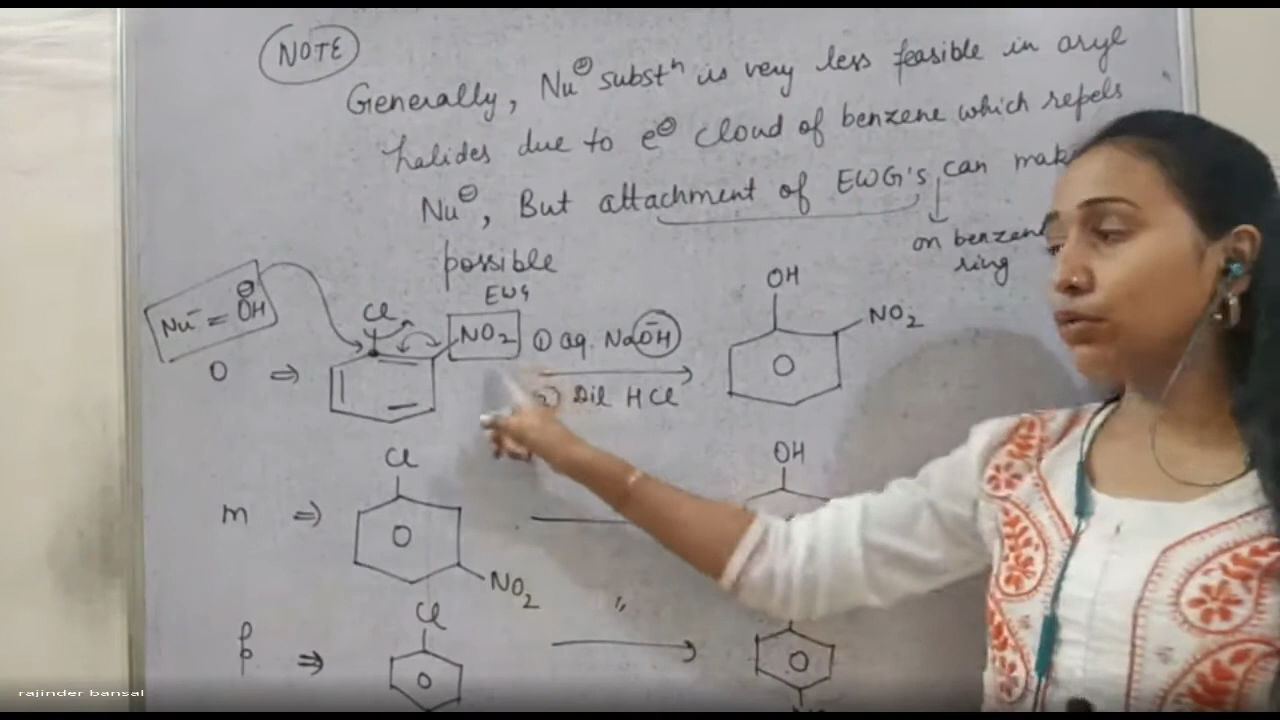 NOTE
Generally, Nu⊖ substⁿ is very less feasible in aryl
halides due to e⊖ cloud of benzene which repels
Nu⊖, But attachment of EWG's can make
possible
on benzene
ring
EWG
Nu⁻ = ⊖OH
Cl
NO2
① aq. NaOH
2) Dil HCl
OH
NO2
O ⇒
Cl
OH
m ⇒
NO2
"
Cl
p ⇒
rajinder bansal